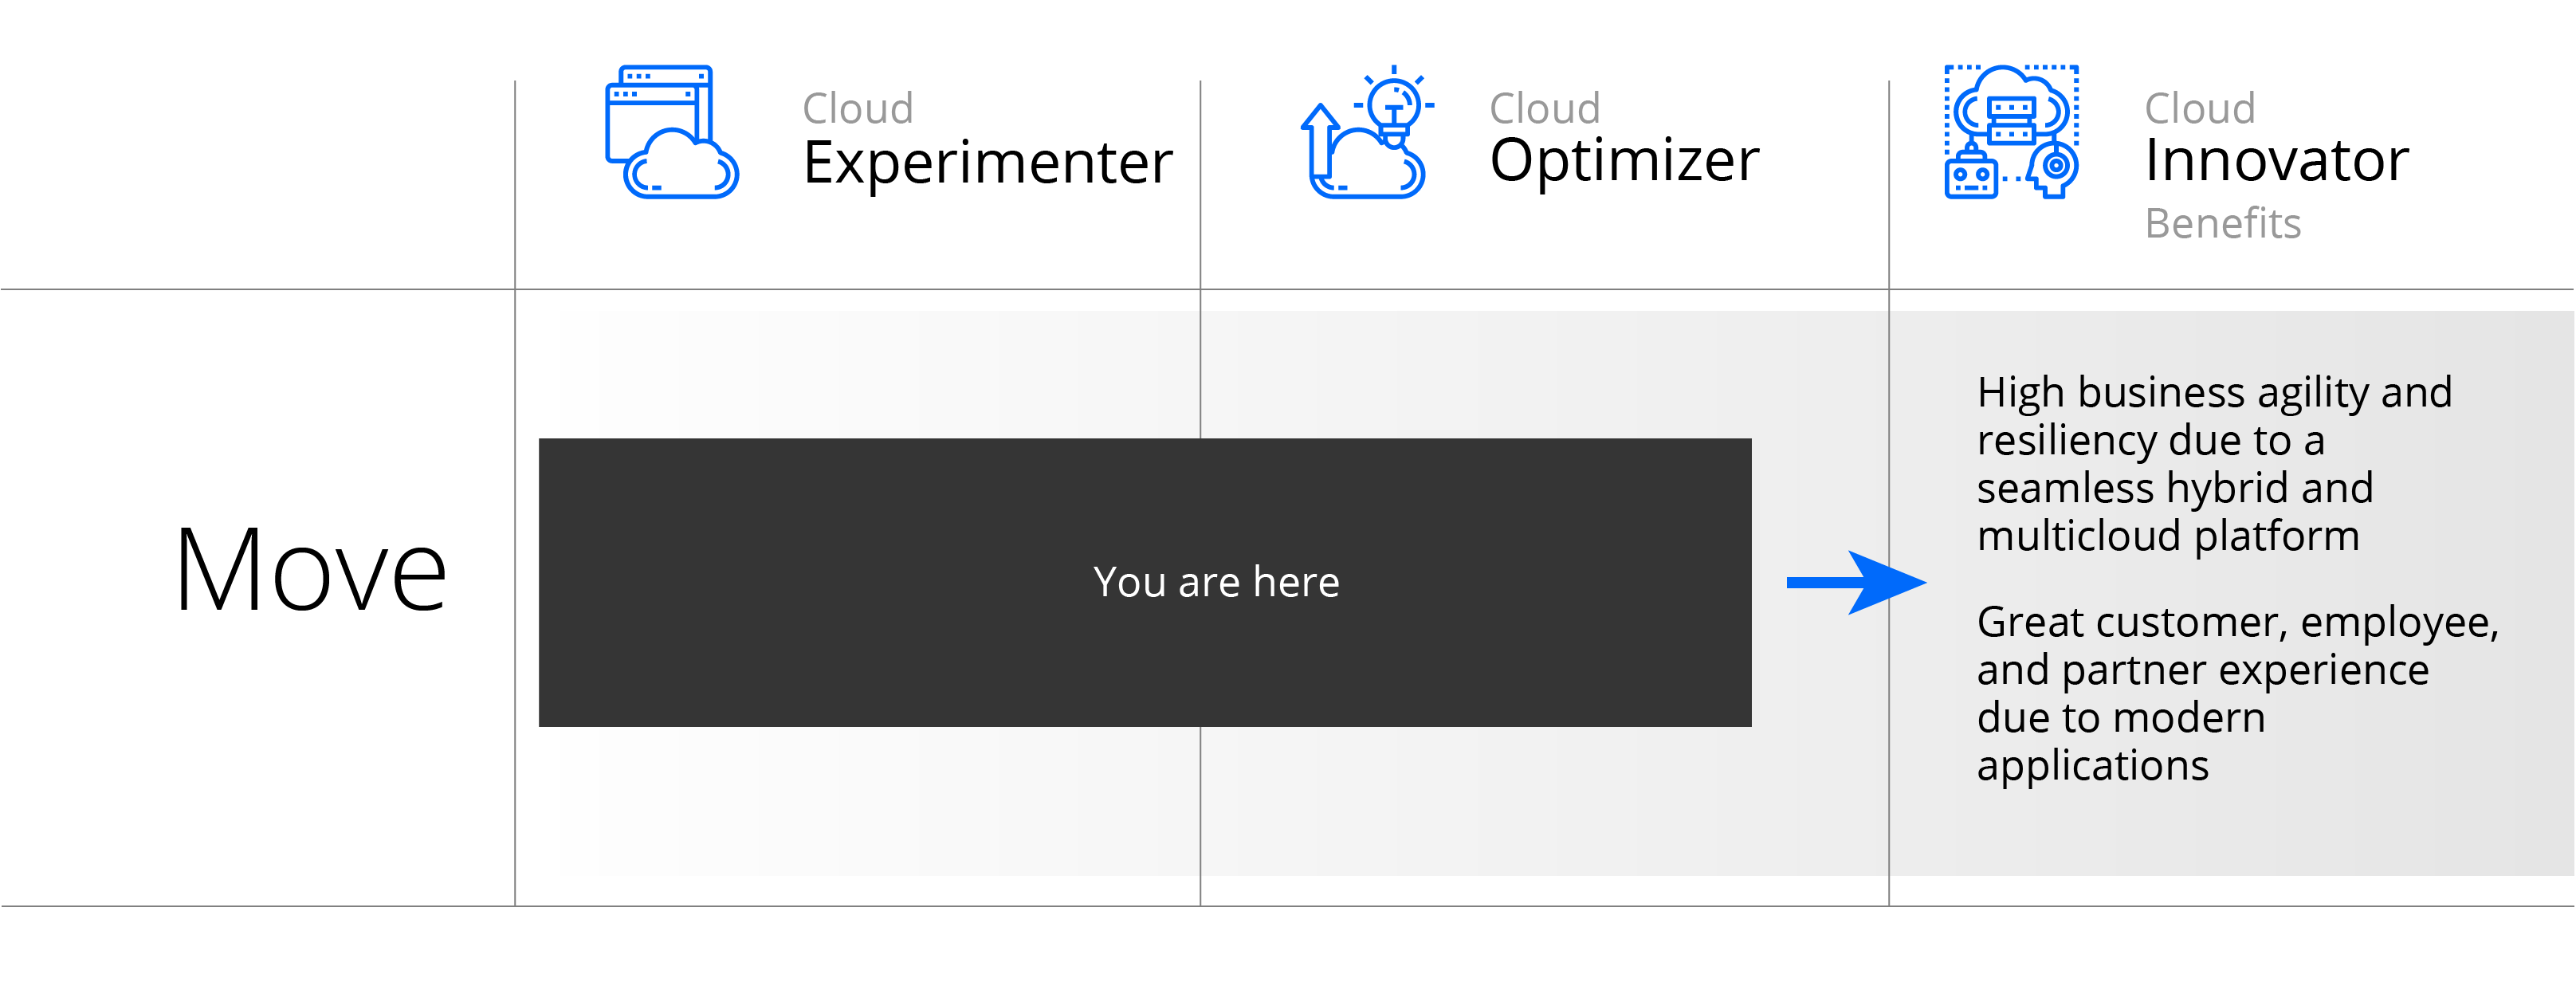 Cloud
Experimenter
Cloud
Optimizer
Cloud
Innovator
Benefits
Move
You are here
High business agility and
resiliency due to a
seamless hybrid and
multicloud platform
Great customer, employee,
and partner experience
due to modern
applications